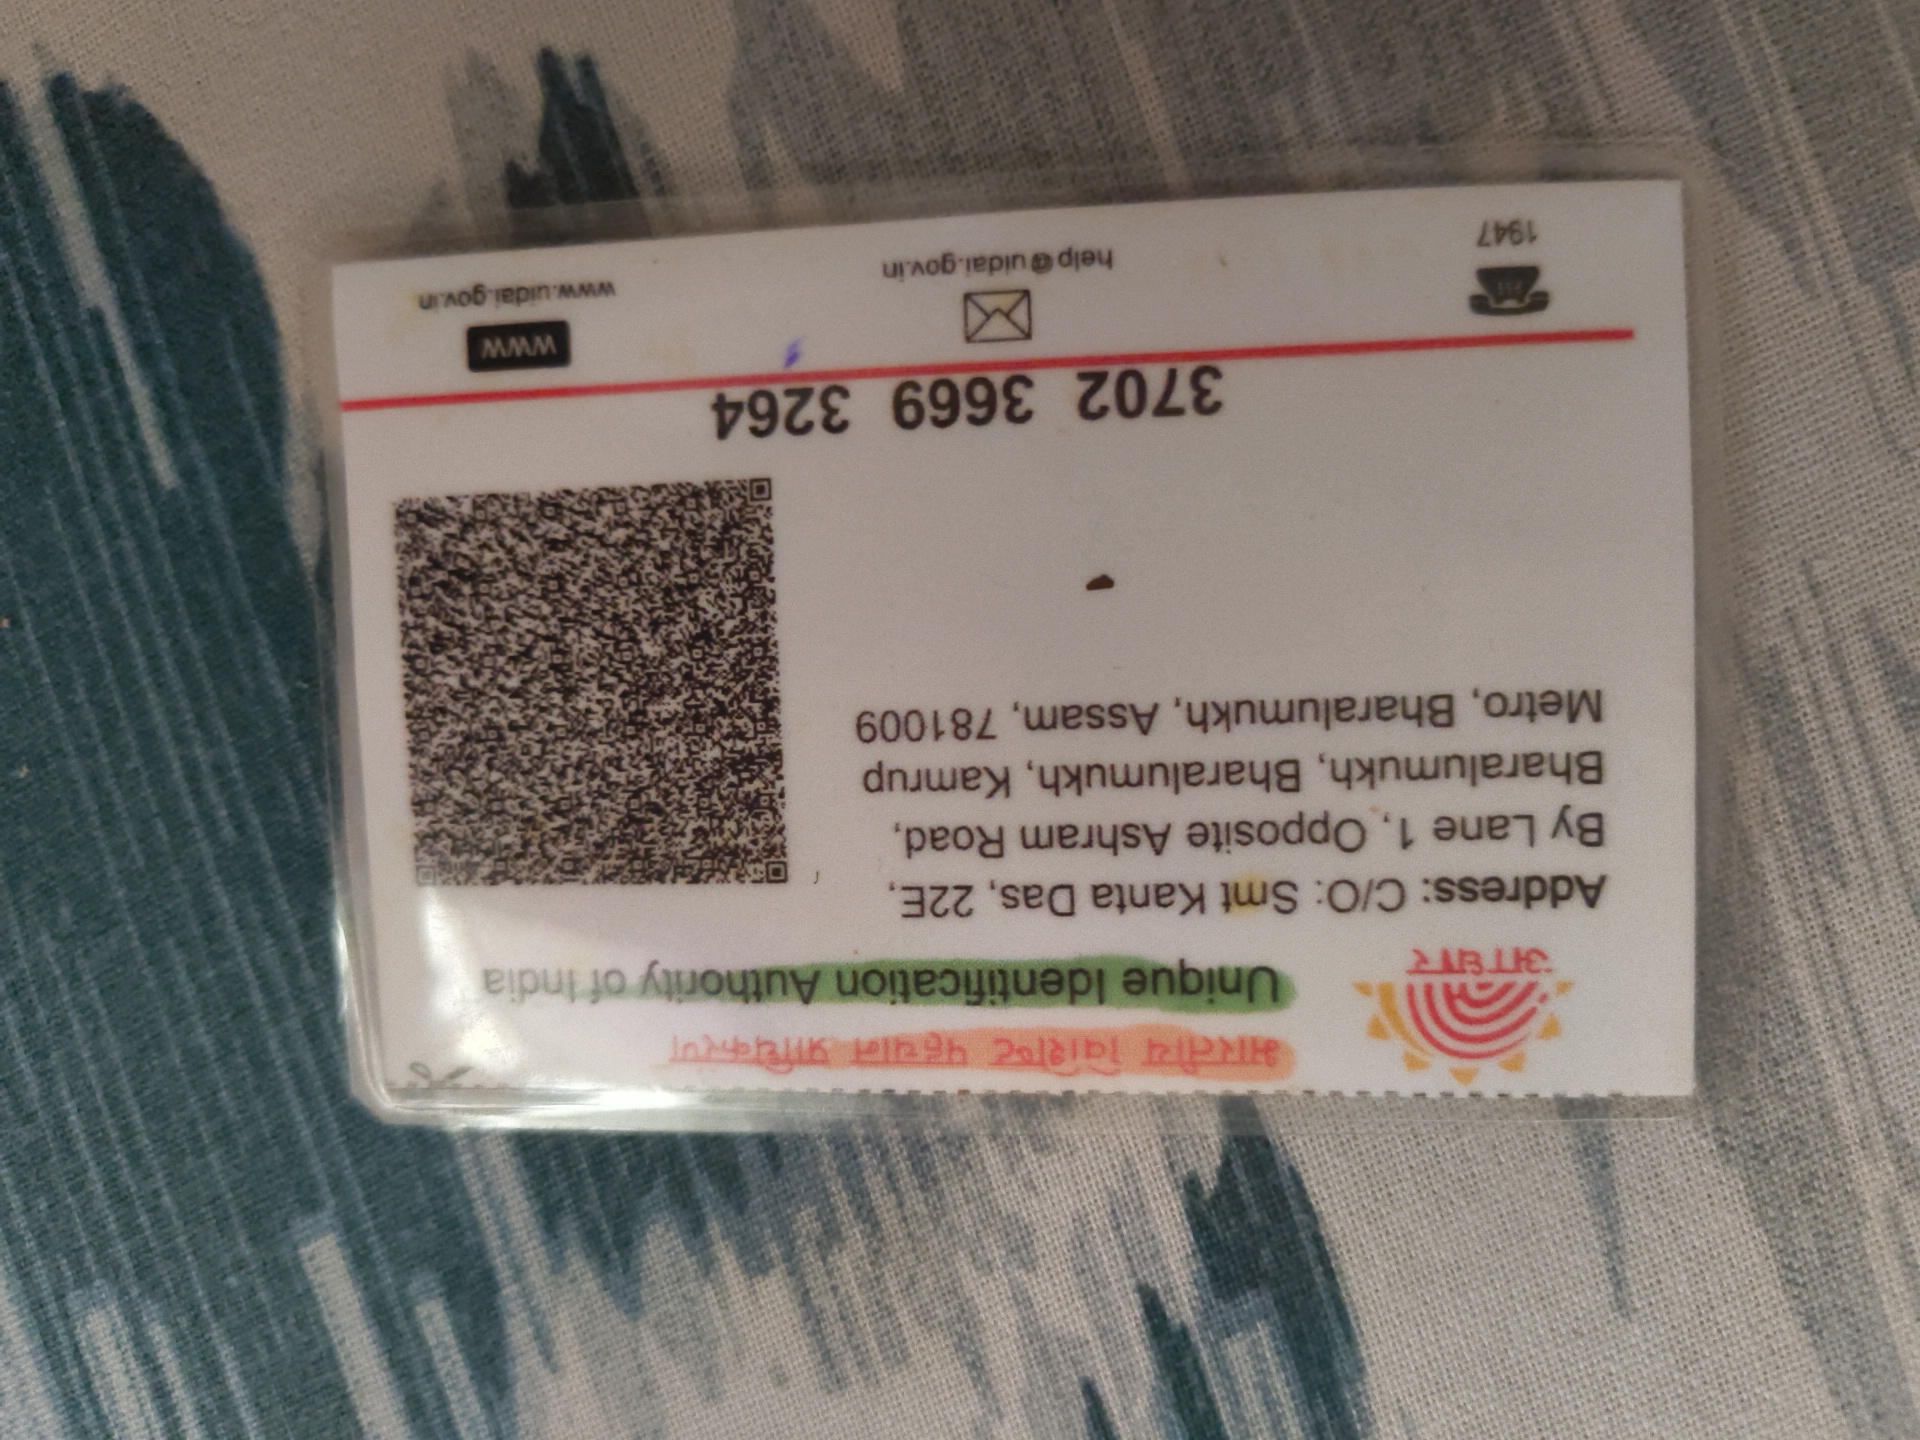 भारतीय विशिष्ट पहचान प्राधिकरण
Unique Identification Authority of India
आधार
Address: C/O: Smt Kanta Das, 22E,
By Lane 1, Opposite Ashram Road,
Bharalumukh, Bharalumukh, Kamrup
Metro, Bharalumukh, Assam, 781009
3702 3669 3264
1947
help@uidai.gov.in
WWW
www.uidai.gov.in